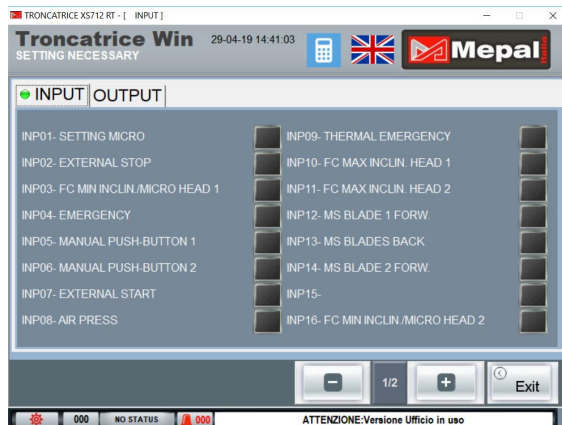 TRONCATRICE XS712 RT - [ INPUT ]
Troncatrice Win
29-04-19 14:41:03
SETTING NECESSARY
Mepal
Italia
INPUT
OUTPUT
INP01- SETTING MICRO
INP02- EXTERNAL STOP
INP03- FC MIN INCLIN./MICRO HEAD 1
INP04- EMERGENCY
INP05- MANUAL PUSH-BUTTON 1
INP06- MANUAL PUSH-BUTTON 2
INP07- EXTERNAL START
INP08- AIR PRESS
INP09- THERMAL EMERGENCY
INP10- FC MAX INCLIN. HEAD 1
INP11- FC MAX INCLIN. HEAD 2
INP12- MS BLADE 1 FORW.
INP13- MS BLADES BACK
INP14- MS BLADE 2 FORW.
INP15-
INP16- FC MIN INCLIN./MICRO HEAD 2
1/2
Exit
000
NO STATUS
000
ATTENZIONE:Versione Ufficio in uso